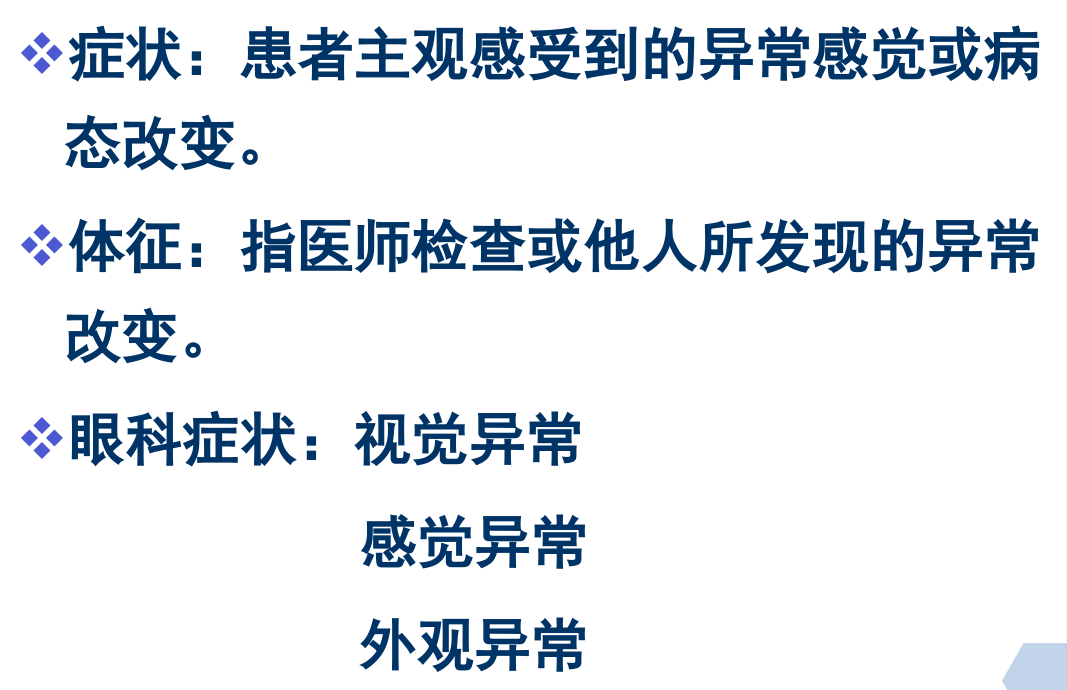 ❖症状：患者主观感受到的异常感觉或病
态改变。
❖体征：指医师检查或他人所发现的异常
改变。
❖眼科症状：视觉异常
感觉异常
外观异常